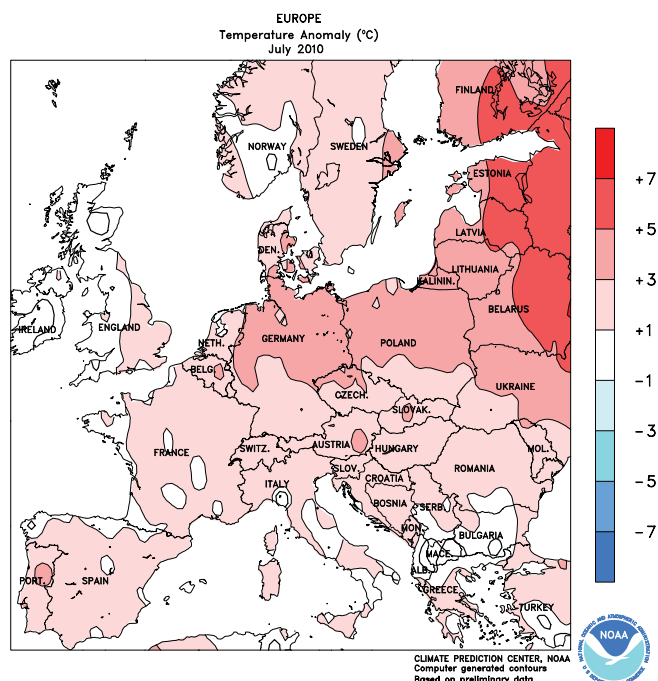 EUROPE
Temperature Anomaly (°C)
July 2010
FINLAND
NORWAY
SWEDEN
ESTONIA
LATVIA
DEN.
LITHUANIA
KALININ.
IRELAND
ENGLAND
NETH.
GERMANY
POLAND
BELARUS
BELG.
CZECH.
UKRAINE
SLOVAK.
FRANCE
SWITZ.
AUSTRIA
HUNGARY
MOL.
SLOV.
ROMANIA
CROATIA
ITALY
BOSNIA
SERB.
MON.
BULGARIA
MACE.
ALB.
PORT.
SPAIN
GREECE
TURKEY
+7
+5
+3
+1
-1
-3
-5
-7
NOAA
CLIMATE PREDICTION CENTER, NOAA
Computer generated contours
Based on preliminary data